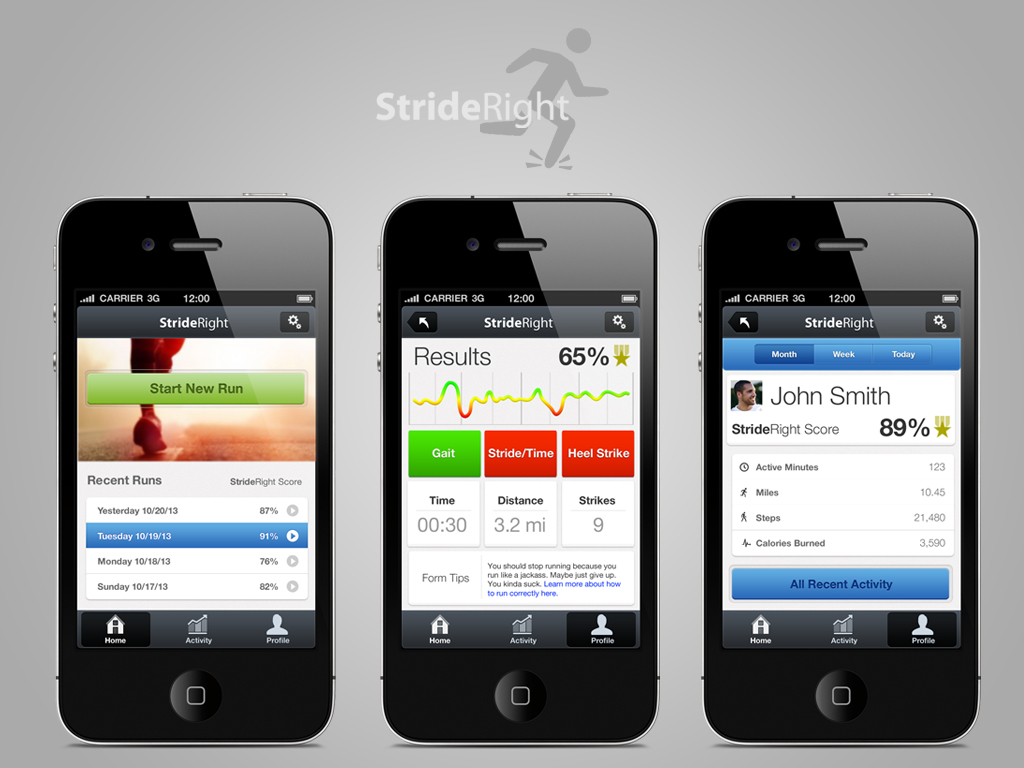 StrideRight
CARRIER 3G 12:00
StrideRight
Start New Run
Recent Runs StrideRight Score
Yesterday 10/20/13 87%
Tuesday 10/19/13 91%
Monday 10/18/13 76%
Sunday 10/17/13 82%
Home Activity Profile
CARRIER 3G 12:00
StrideRight
Results 65%
Gait Stride/Time Heel Strike
Time Distance Strikes
00:30 3.2 mi 9
Form Tips
You should stop running because you
run like a jackass. Maybe just give up.
You kinda suck. Learn more about how
to run correctly here.
Home Activity Profile
CARRIER 3G 12:00
StrideRight
Month Week Today
John Smith
StrideRight Score 89%
Active Minutes 123
Miles 10.45
Steps 21,480
Calories Burned 3,590
All Recent Activity
Home Activity Profile